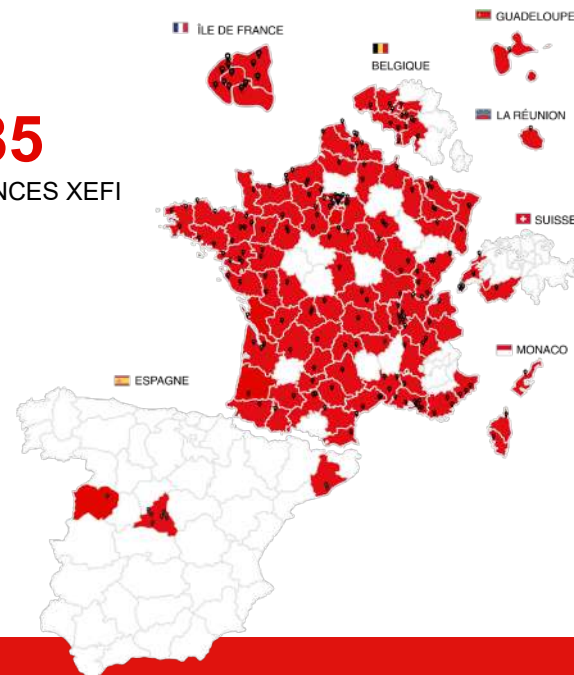 ÎLE DE FRANCE
GUADELOUPE
BELGIQUE
LA RÉUNION
35
NCES XEFI
SUISSE
MONACO
ESPAGNE